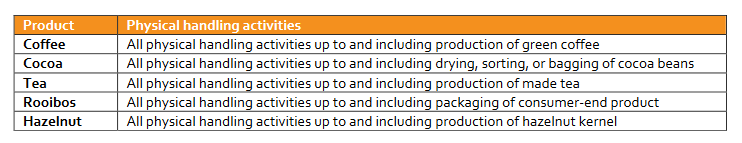 Product Physical handling activities
Coffee All physical handling activities up to and including production of green coffee
Cocoa All physical handling activities up to and including drying, sorting, or bagging of cocoa beans
Tea All physical handling activities up to and including production of made tea
Rooibos All physical handling activities up to and including packaging of consumer-end product
Hazelnut All physical handling activities up to and including production of hazelnut kernel